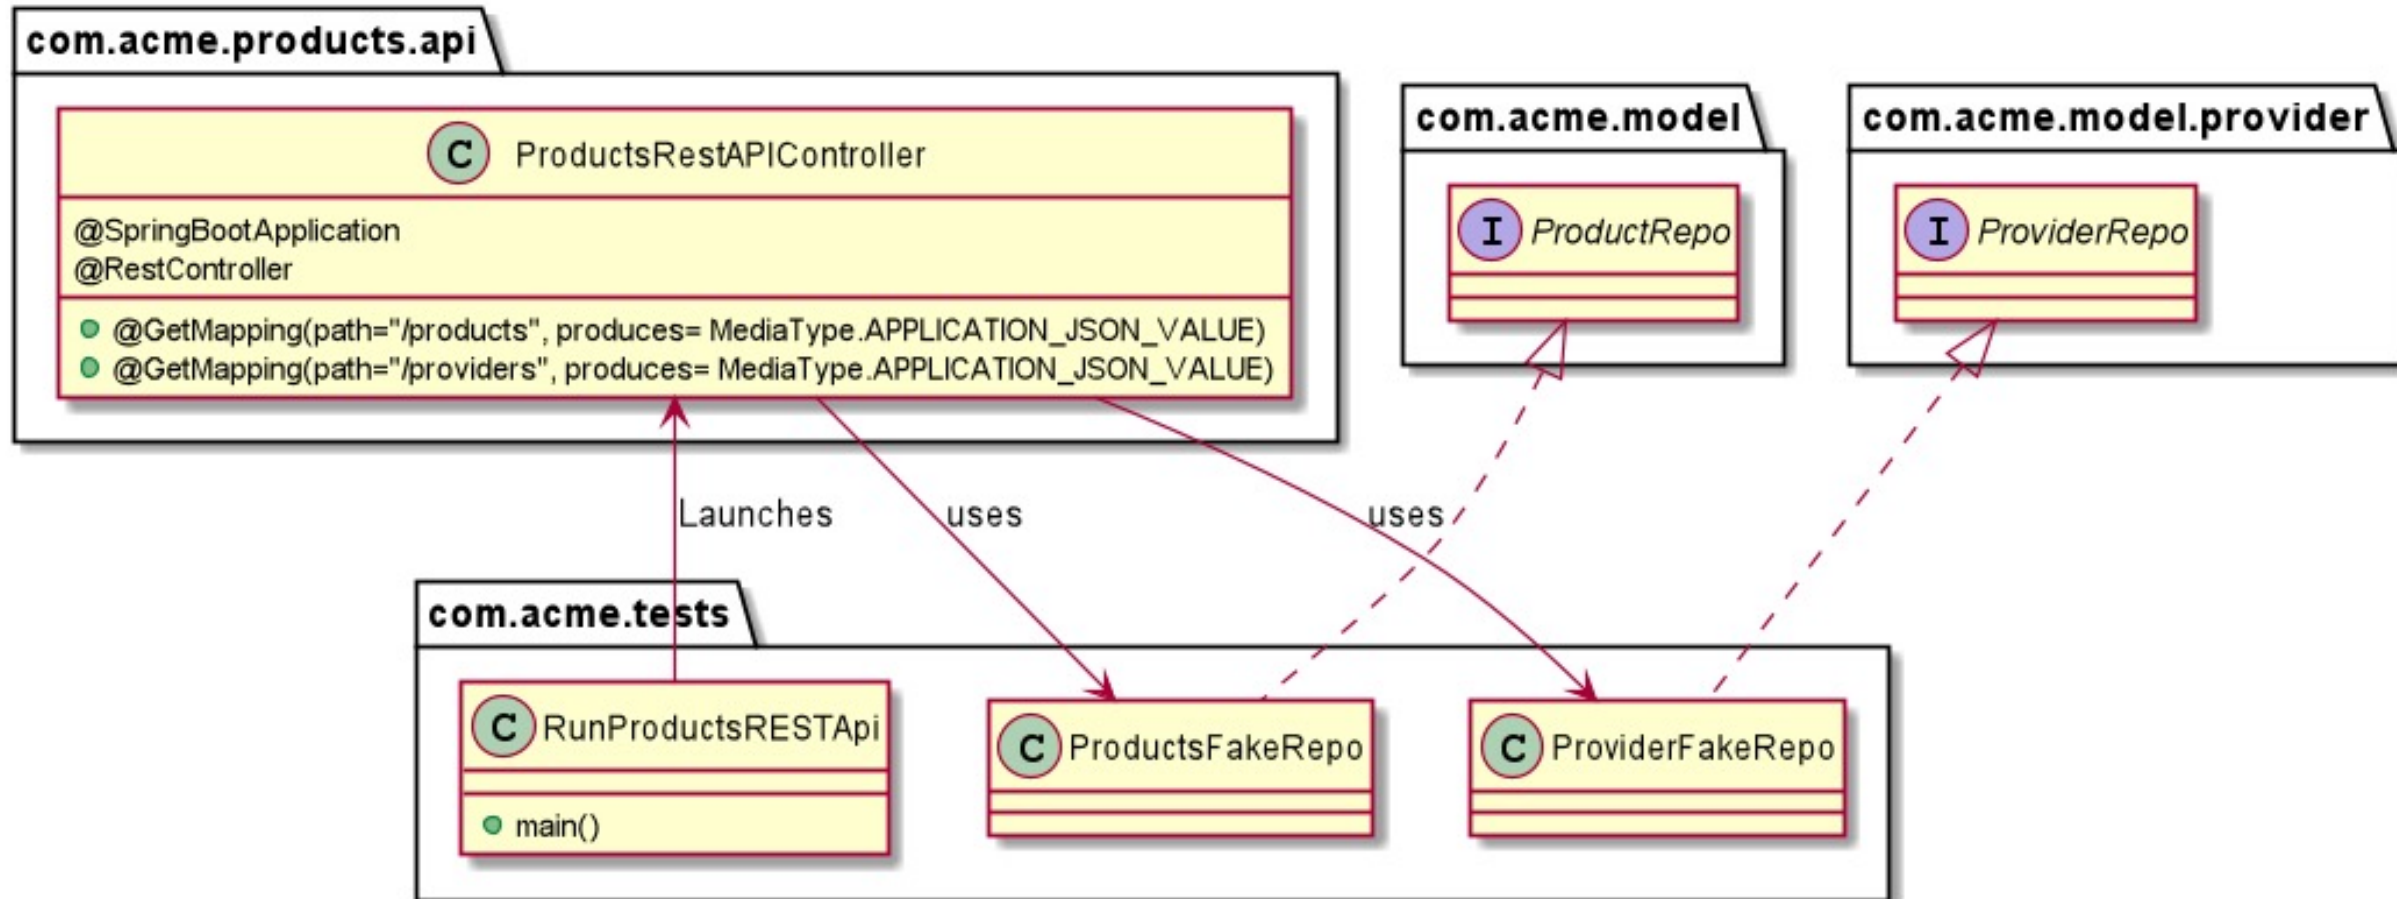 com.acme.products.api
C ProductsRestAPIController
@SpringBootApplication
@RestController
@GetMapping(path="/products", produces= MediaType.APPLICATION_JSON_VALUE)
@GetMapping(path="/providers", produces= MediaType.APPLICATION_JSON_VALUE)
com.acme.model
I ProductRepo
com.acme.model.provider
I ProviderRepo
Launches
uses
uses
com.acme.tests
C RunProductsRESTApi
main()
C ProductsFakeRepo
C ProviderFakeRepo